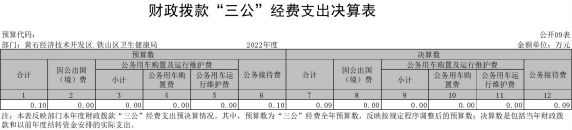 财政拨款“三公”经费支出决算表
预算代码： 公开09表
部门：黄石经济技术开发区·铁山区卫生健康局 2022年度 金额单位：万元
预算数 决算数
合计 因公出国（境）费 公务用车购置及运行维护费 公务接待费 合计 因公出国（境）费 公务用车购置及运行维护费 公务接待费
小计 公务用车购置费 公务用车运行维护费 小计 公务用车购置费 公务用车运行维护费
1 2 3 4 5 6 7 8 9 10 11 12
0.10 0.00 0.00 0.00 0.00 0.10 0.09 0.00 0.00 0.00 0.00 0.09
注：本表反映部门本年度财政拨款“三公”经费支出预决算情况。其中，预算数为“三公”经费全年预算数，反映按规定程序调整后的预算数；决算数是包括当年财政拨
款和以前年度结转资金安排的实际支出。